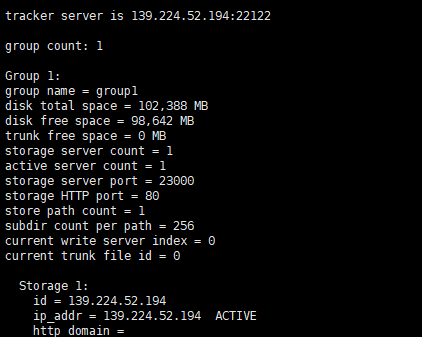 tracker server is 139.224.52.194:22122
group count: 1
Group 1:
group name = group1
disk total space = 102,388 MB
disk free space = 98,642 MB
trunk free space = 0 MB
storage server count = 1
active server count = 1
storage server port = 23000
storage HTTP port = 80
store path count = 1
subdir count per path = 256
current write server index = 0
current trunk file id = 0
Storage 1:
id = 139.224.52.194
ip_addr = 139.224.52.194  ACTIVE
http domain =